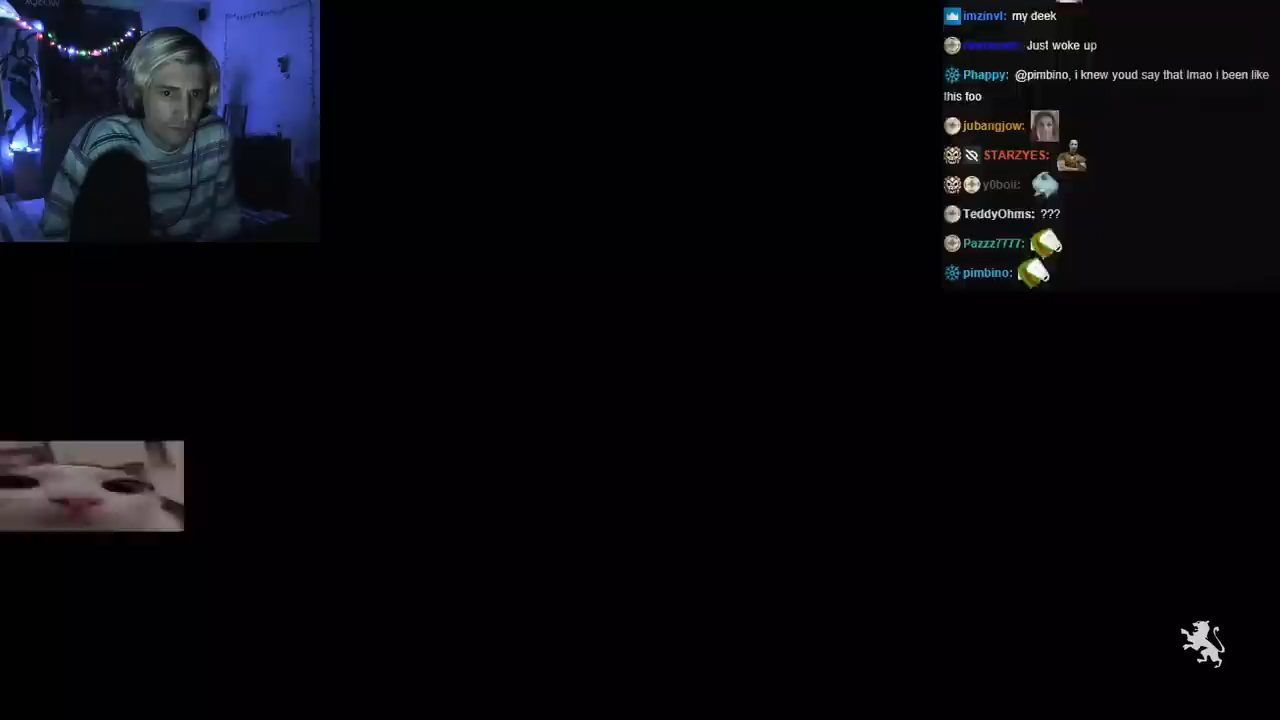 imzinvl: my deek
Just woke up
Phappy: @pimbino, i knew youd say that lmao i been like
this foo
jubangjow:
STARZYES:
y0boii:
TeddyOhms: ???
Pazzz7777:
pimbino: